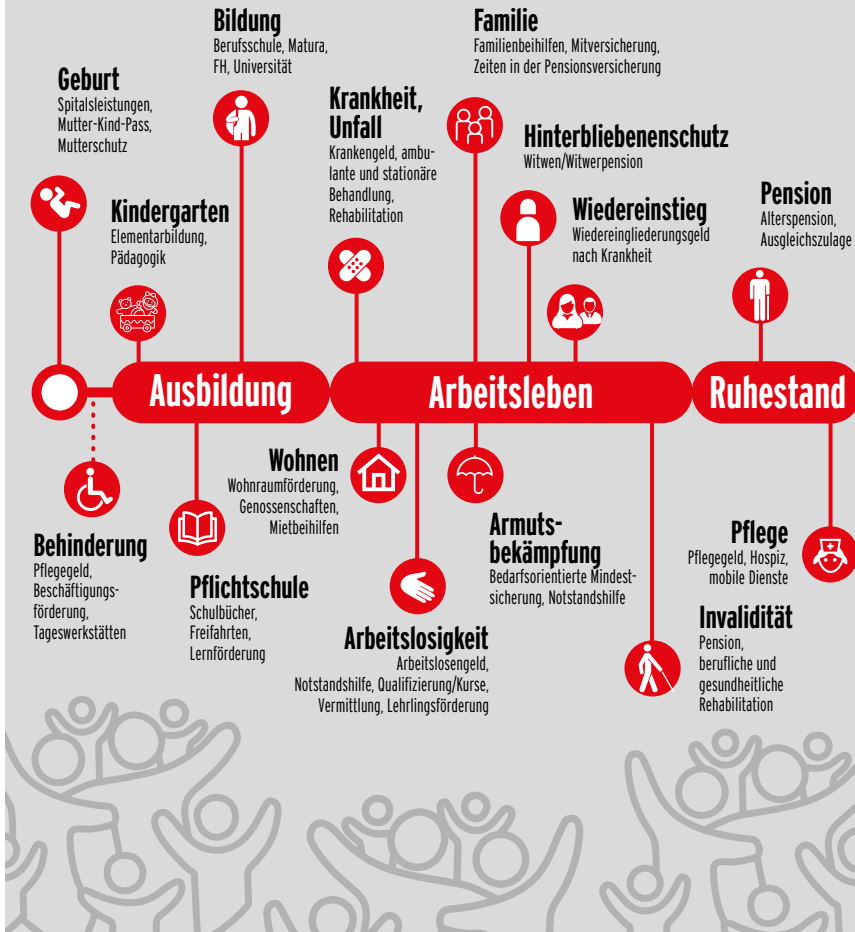 Bildung
Berufsschule, Matura,
FH, Universität
Familie
Familienbeihilfen, Mitversicherung,
Zeiten in der Pensionsversicherung
Geburt
Spitalsleistungen,
Mutter-Kind-Pass,
Mutterschutz
Krankheit,
Unfall
Krankengeld, ambu-
lante und stationäre
Behandlung,
Rehabilitation
Hinterbliebenenschutz
Witwen/Witwerpension
Kindergarten
Elementarbildung,
Pädagogik
Wiedereinstieg
Wiedereingliederungsgeld
nach Krankheit
Pension
Alterspension,
Ausgleichszulage
Ausbildung
Arbeitsleben
Ruhestand
Behinderung
Pflegegeld,
Beschäftigungs-
förderung,
Tageswerkstätten
Pflichtschule
Schulbücher,
Freifahrten,
Lernförderung
Wohnen
Wohnraumförderung,
Genossenschaften,
Mietbeihilfen
Arbeitslosigkeit
Arbeitslosengeld,
Notstandshilfe, Qualifizierung/Kurse,
Vermittlung, Lehrlingsförderung
Armuts-
bekämpfung
Bedarfsorientierte Mindest-
sicherung, Notstandshilfe
Invalidität
Pension,
berufliche und
gesundheitliche
Rehabilitation
Pflege
Pflegegeld, Hospiz,
mobile Dienste